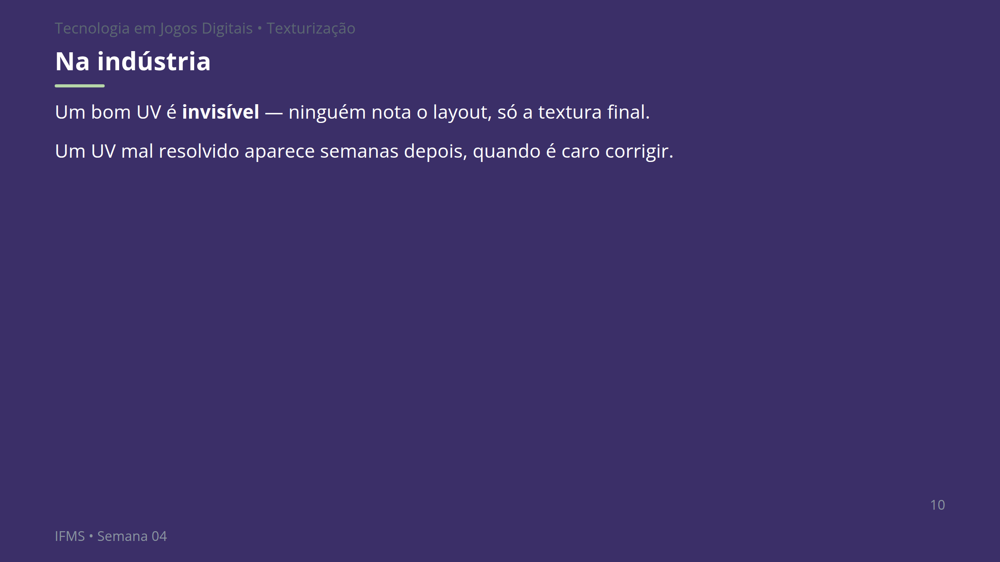 Tecnologia em Jogos Digitais • Texturização
Na indústria
Um bom UV é invisível — ninguém nota o layout, só a textura final.
Um UV mal resolvido aparece semanas depois, quando é caro corrigir.
10
IFMS • Semana 04